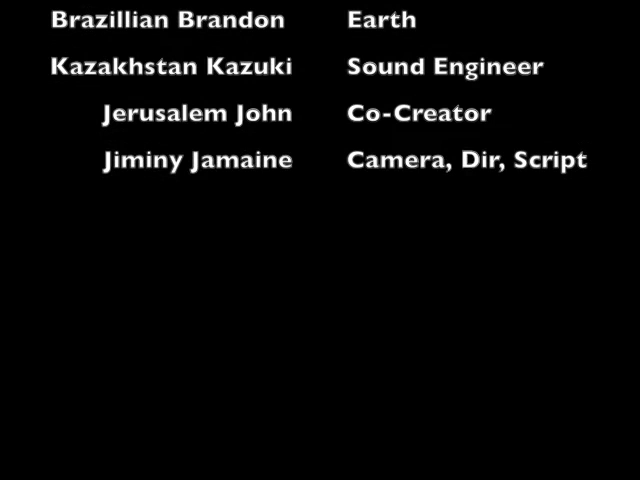 Brazillian Brandon Earth
Kazakhstan Kazuki Sound Engineer
Jerusalem John Co-Creator
Jiminy Jamaine Camera, Dir, Script